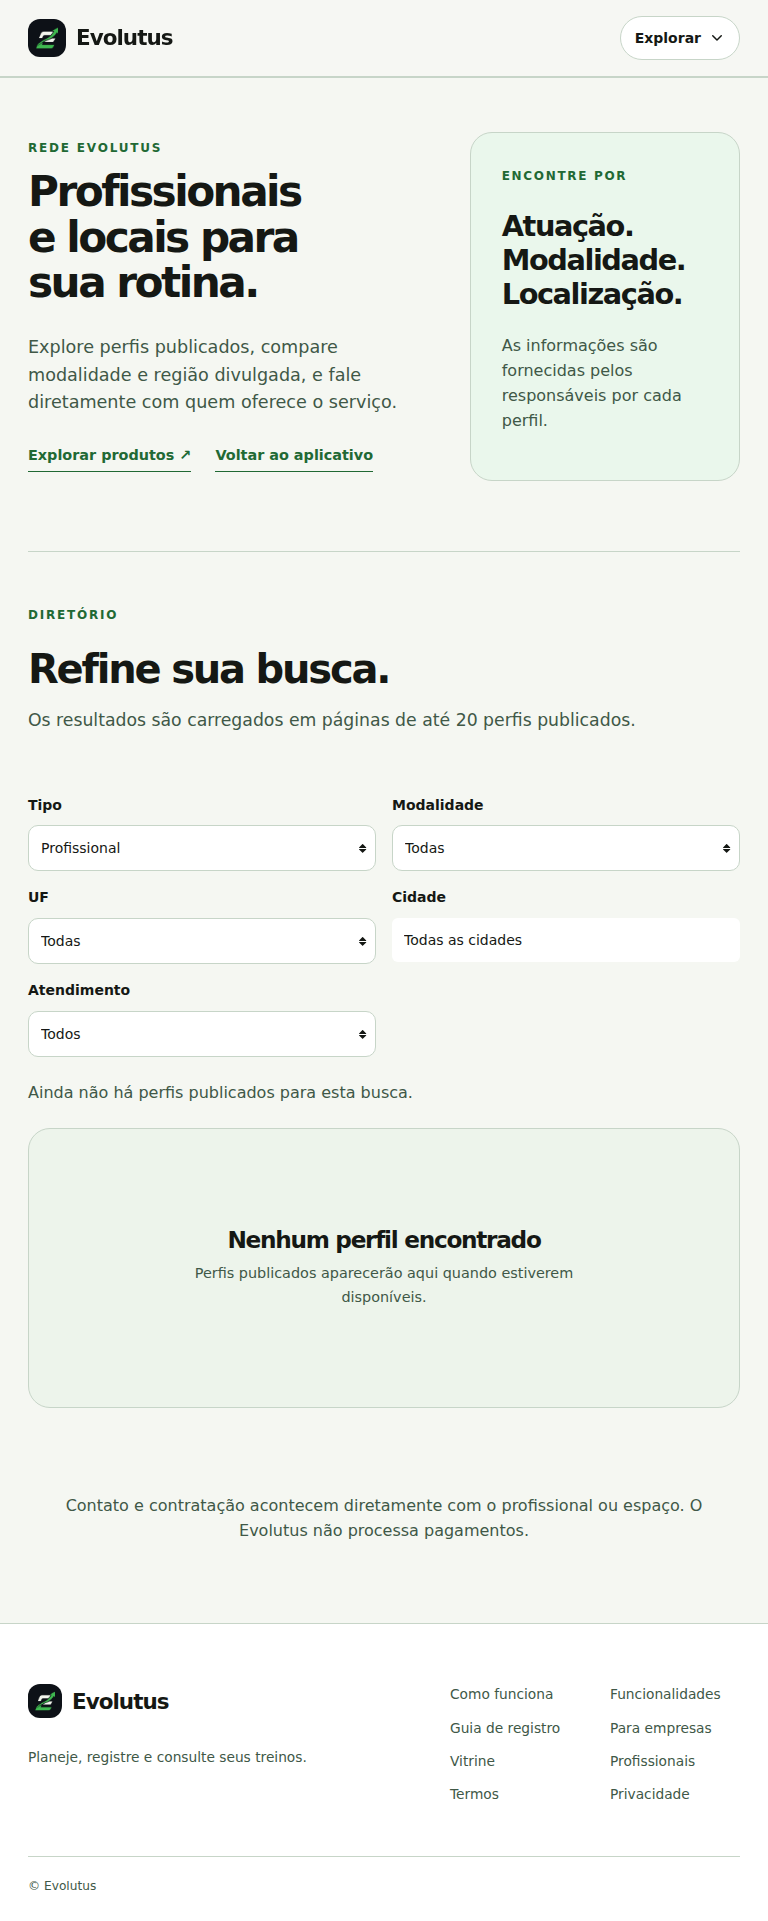 Evolutus
Explorar
REDE EVOLUTUS
Profissionais
e locais para
sua rotina.
Explore perfis publicados, compare
modalidade e região divulgada, e fale
diretamente com quem oferece o serviço.
Explorar produtos ↗
Voltar ao aplicativo
ENCONTRE POR
Atuação.
Modalidade.
Localização.
As informações são
fornecidas pelos
responsáveis por cada
perfil.
DIRETÓRIO
Refine sua busca.
Os resultados são carregados em páginas de até 20 perfis publicados.
Tipo
Profissional
Modalidade
Todas
UF
Todas
Cidade
Todas as cidades
Atendimento
Todos
Ainda não há perfis publicados para esta busca.
Nenhum perfil encontrado
Perfis publicados aparecerão aqui quando estiverem
disponíveis.
Contato e contratação acontecem diretamente com o profissional ou espaço. O
Evolutus não processa pagamentos.
Evolutus
Planeje, registre e consulte seus treinos.
Como funciona
Funcionalidades
Guia de registro
Para empresas
Vitrine
Profissionais
Termos
Privacidade
© Evolutus